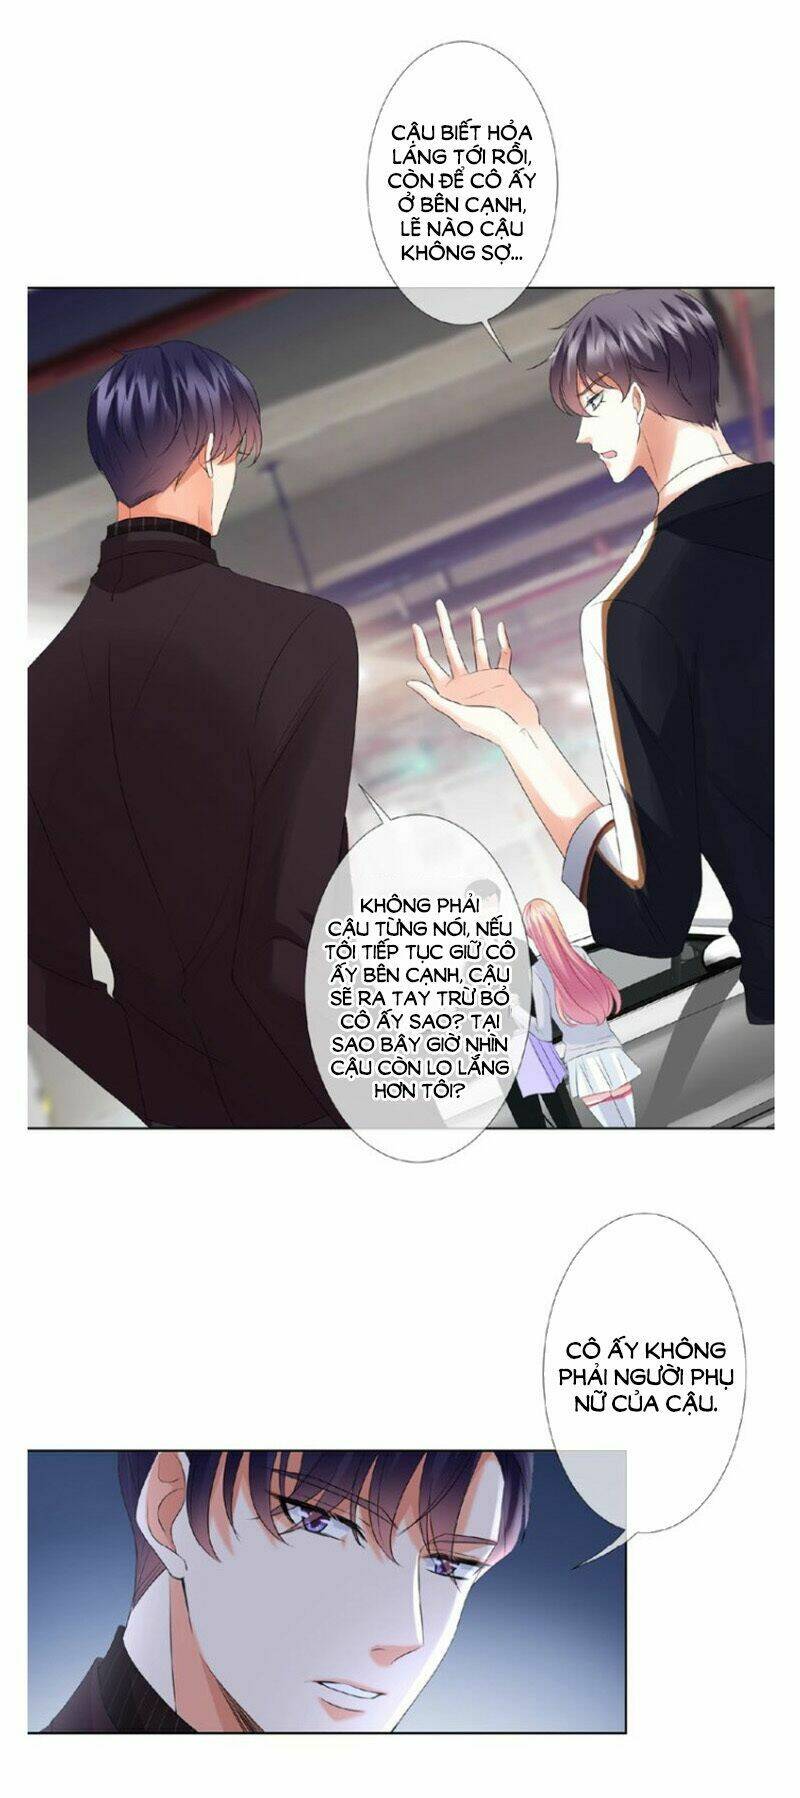 CẬU BIẾT HỎA
LÁNG TỚI RỒI,
CÒN ĐỂ CÔ ẤY
Ở BÊN CẠNH,
LẼ NÀO CẬU
KHÔNG SỢ...
KHÔNG PHẢI
CẬU TỪNG NÓI, NẾU
TÔI TIẾP TỤC GIỮ CÔ
ẤY BÊN CẠNH, CẬU
SẼ RA TAY TRỪ BỎ
CÔ ẤY SAO? TẠI
SAO BÂY GIỜ NHÌN
CẬU CÒN LO LẮNG
HƠN TÔI?
CÔ ẤY KHÔNG
PHẢI NGƯỜI PHỤ
NỮ CỦA CẬU.